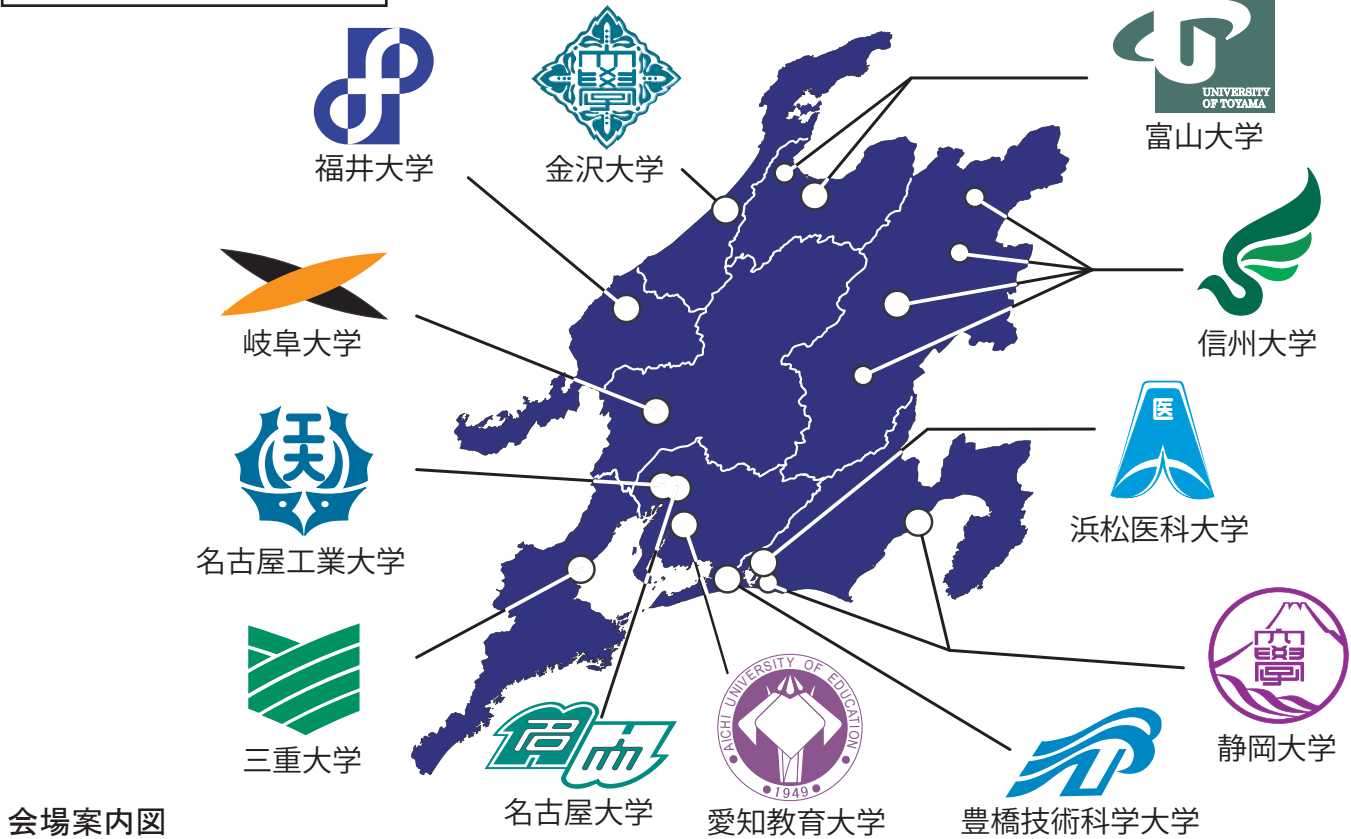 UNIVERSITY
OF TOYAMA
富山大学
福井大学
金沢大学
岐阜大学
信州大学
医
浜松医科大学
名古屋工業大学
三重大学
名古屋大学
AICHI UNIVERSITY OF EDUCATION
1949
愛知教育大学
豊橋技術科学大学
静岡大学
会場案内図